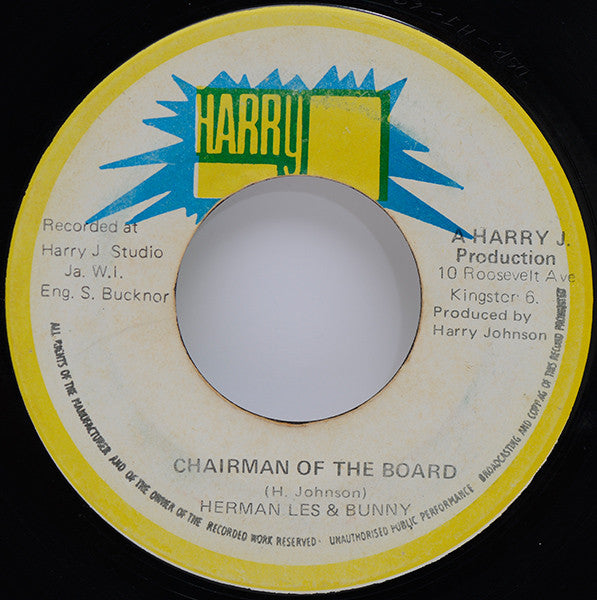 HARRY
Recorded at
Harry J Studio
Ja. W.I.
Eng. S. Bucknor
A HARRY J.
Production
10 Roosevelt Ave
Kingston 6.
Produced by
Harry Johnson
CHAIRMAN OF THE BOARD
(H. Johnson)
HERMAN LES & BUNNY
ALL RIGHTS OF THE MANUFACTURER AND OF THE OWNER OF THE RECORDED WORK RESERVED · UNAUTHORISED PUBLIC PERFORMANCE BROADCASTING AND COPYING OF THIS RECORD PROHIBITED